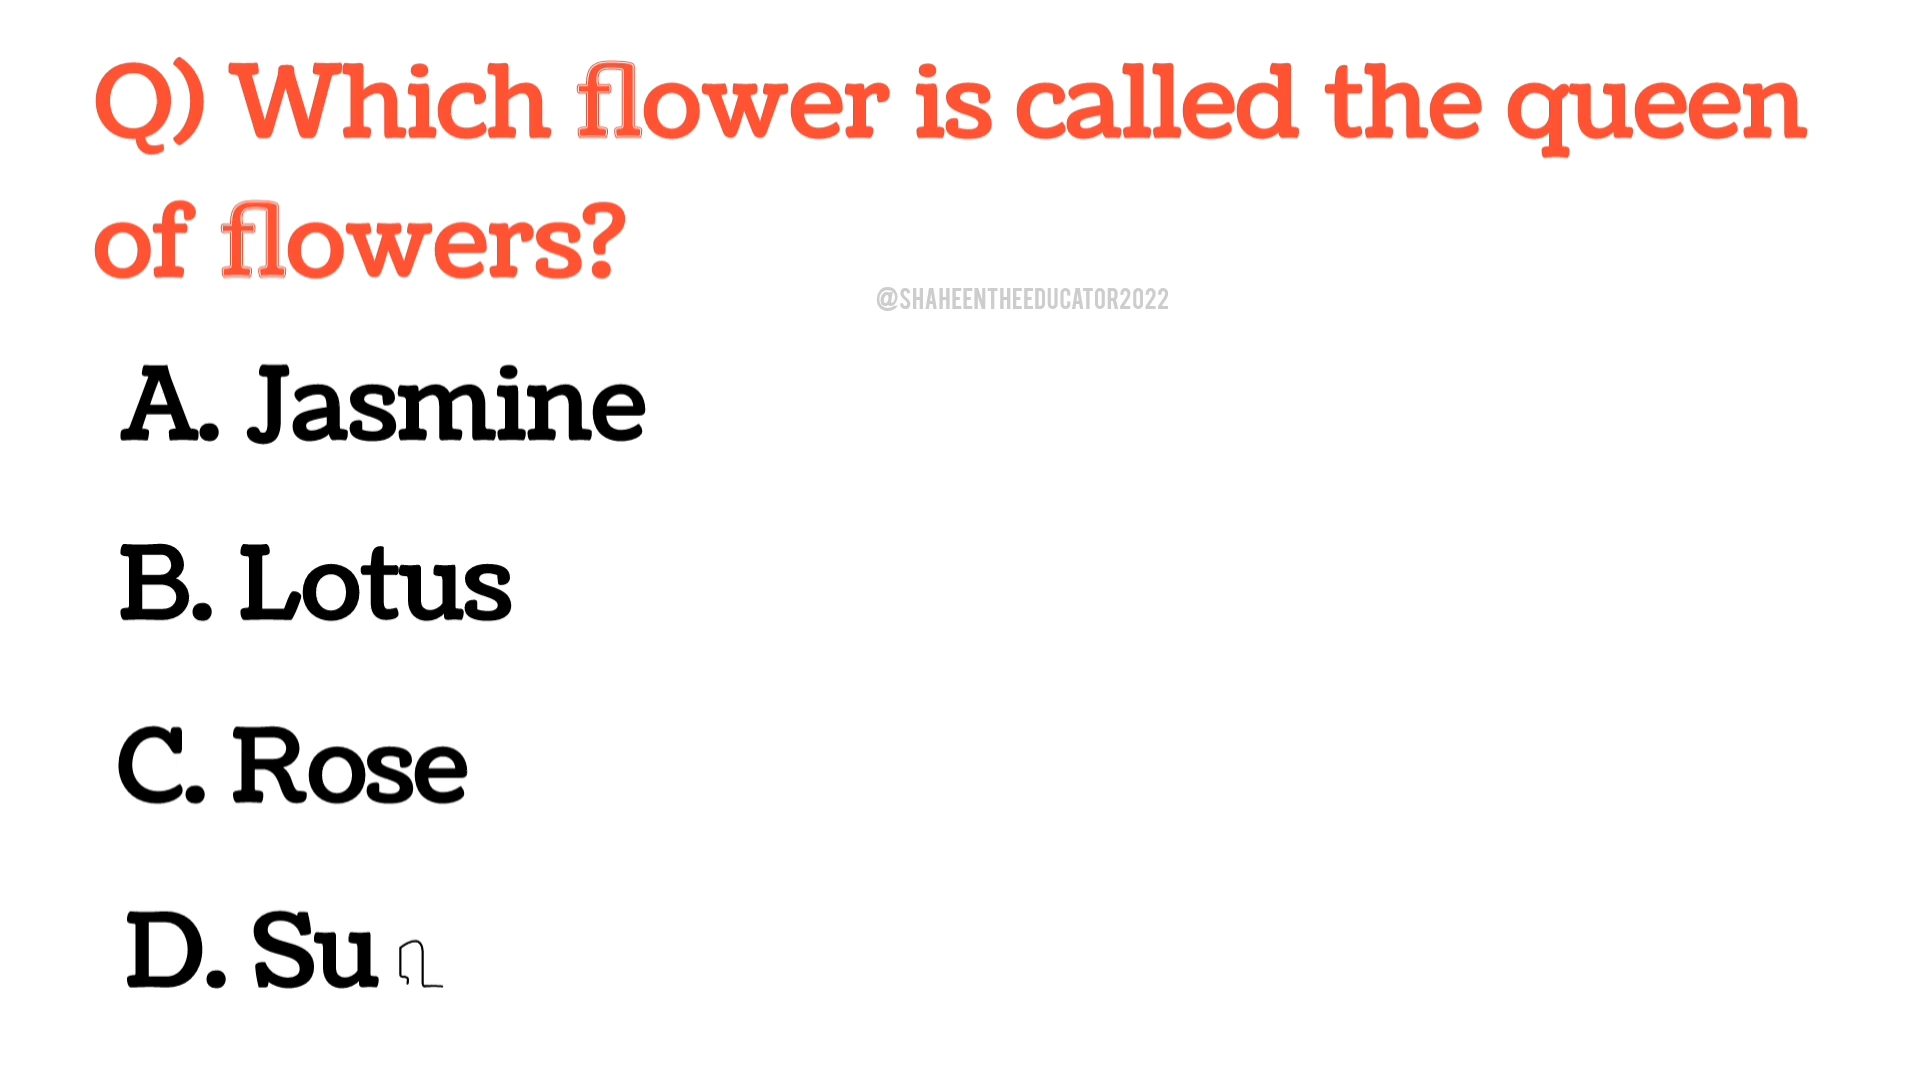 Q) Which flower is called the queen
of flowers?
@SHAHEENTHEEDUCATOR2022
A. Jasmine
B. Lotus
C. Rose
D. Su